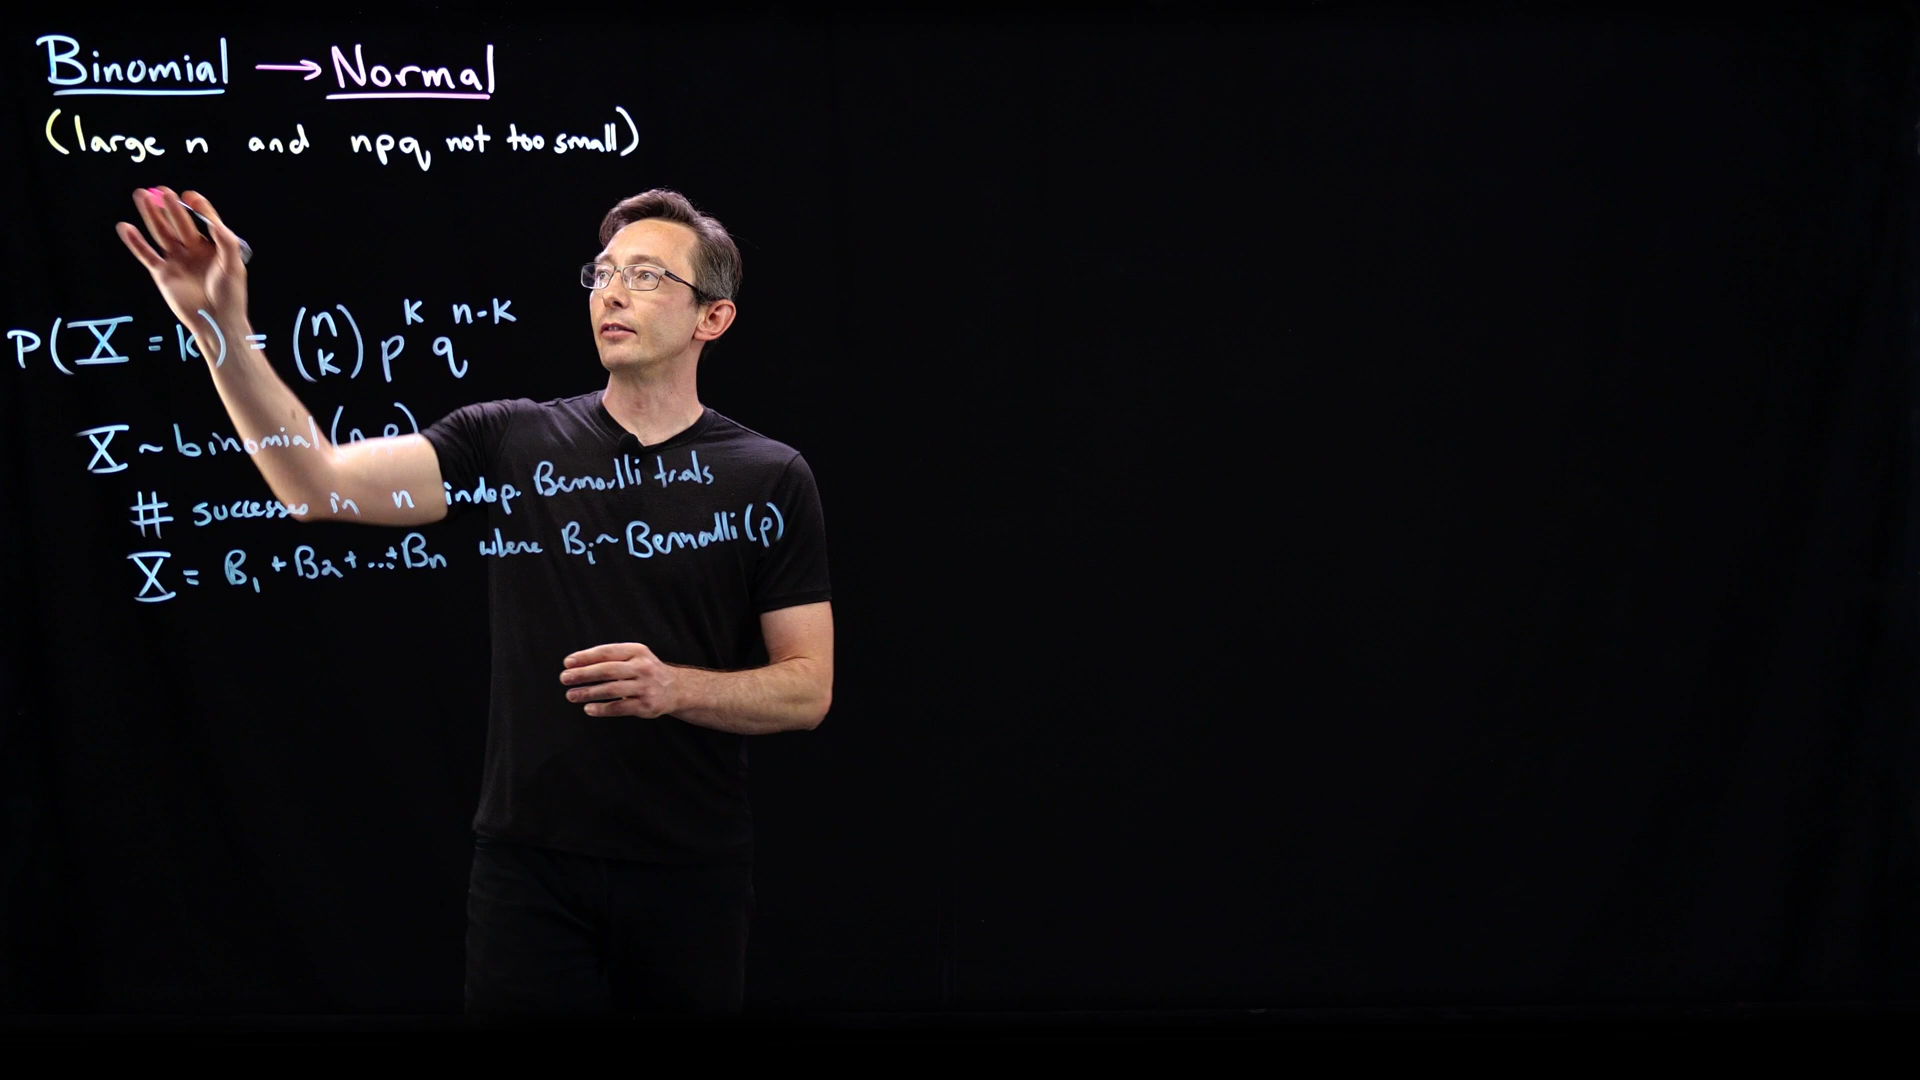 Binomial → Normal
(large n and npq not too small)
P(X = k) = (n k) p^k q^n-k
X ~ binomial (n, p)
# successes in n indep. Bernoulli trials
X = B₁ + B₂ + ... + Bn where Bi ~ Bernoulli (p)